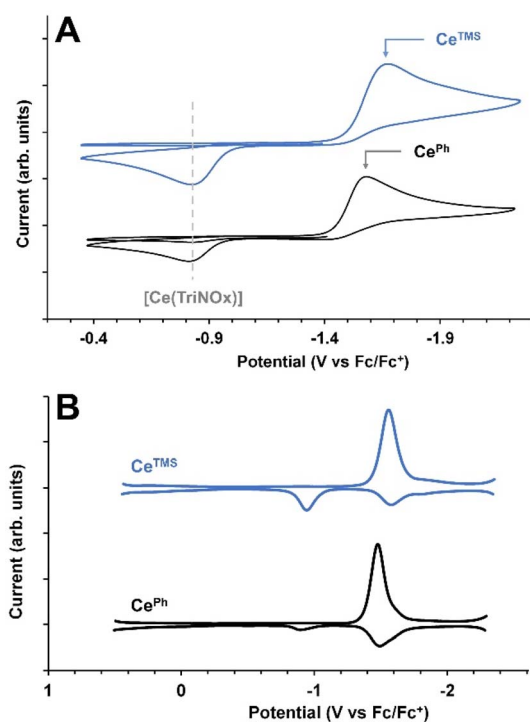 A
Current (arb. units)
Ce^TMS
Ce^Ph
[Ce(TriNOx)]
-0.4 -0.9 -1.4 -1.9
Potential (V vs Fc/Fc⁺)
B
Current (arb. units)
Ce^TMS
Ce^Ph
1 0 -1 -2
Potential (V vs Fc/Fc⁺)